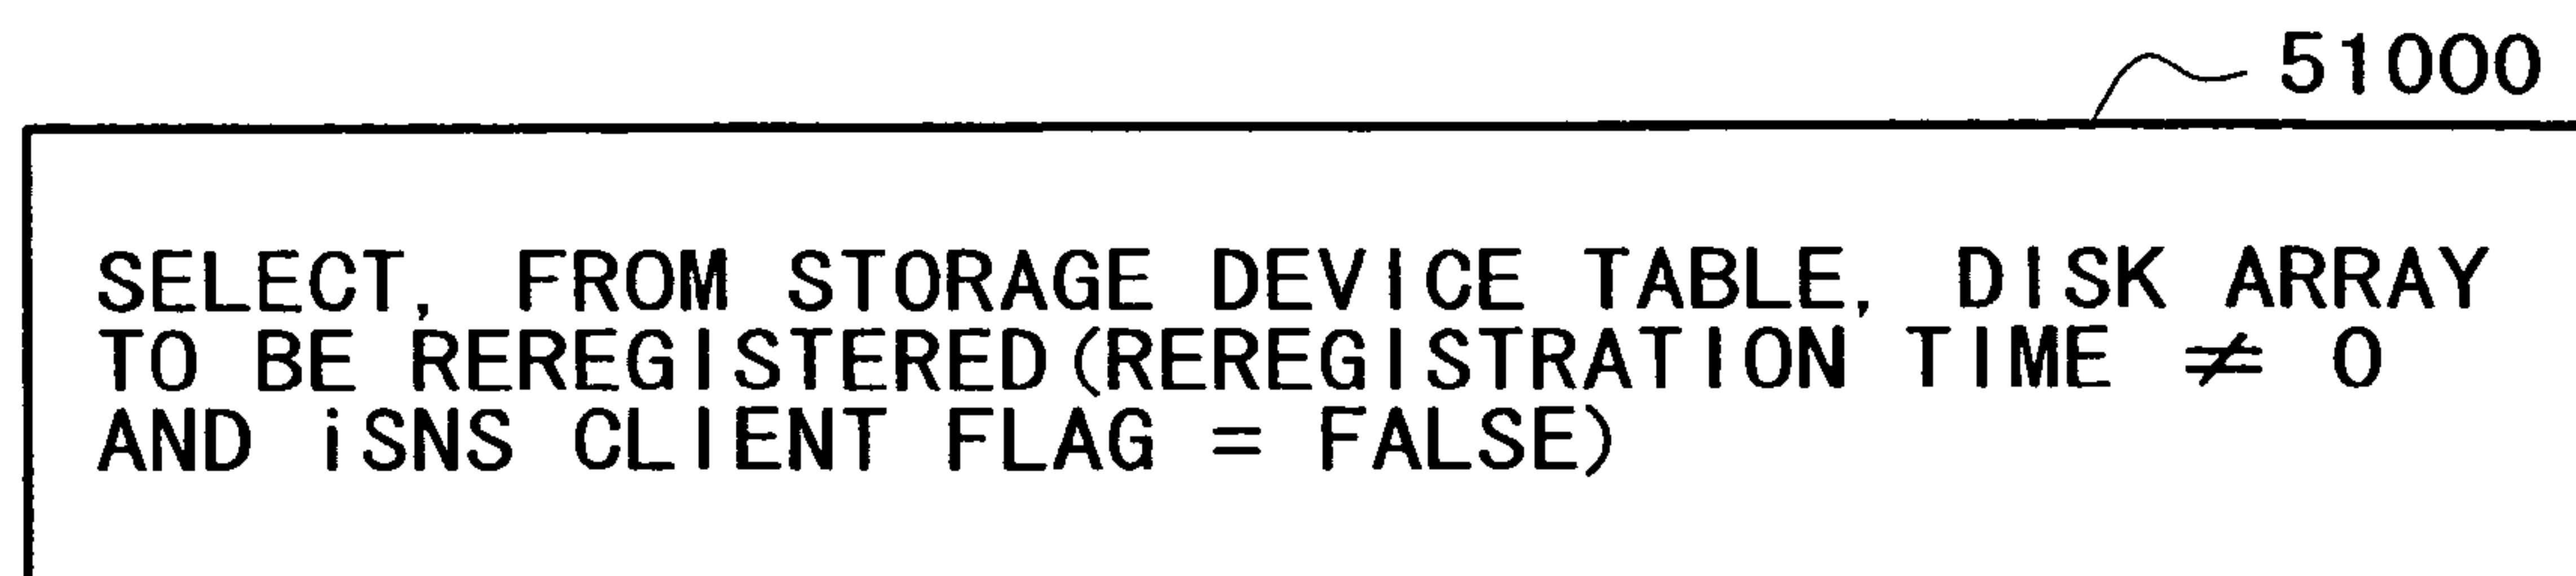 51000
SELECT, FROM STORAGE DEVICE TABLE, DISK ARRAY
TO BE REREGISTERED(REREGISTRATION TIME ≠ 0
AND iSNS CLIENT FLAG = FALSE)